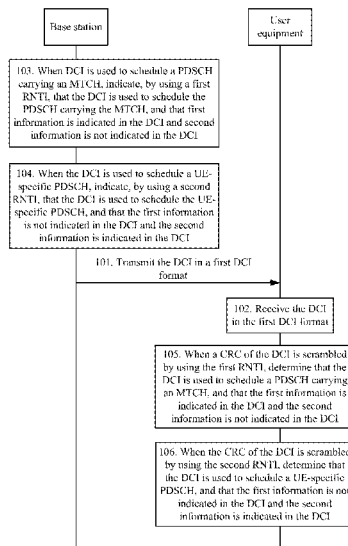 Base station
User
equipment
103. When DCI is used to schedule a PDSCH
carrying an MTCH, indicate, by using a first
RNTI, that the DCI is used to schedule the
PDSCH carrying the MTCH, and that first
information is indicated in the DCI and second
information is not indicated in the DCI
104. When the DCI is used to schedule a UE-
specific PDSCH, indicate, by using a second
RNTI, that the DCI is used to schedule the UE-
specific PDSCH, and that the first information
is not indicated in the DCI and the second
information is indicated in the DCI
101. Transmit the DCI in a first DCI
format
102. Receive the DCI
in the first DCI format
105. When a CRC of the DCI is scrambled
by using the first RNTI, determine that the
DCI is used to schedule a PDSCH carrying
an MTCH, and that the first information is
indicated in the DCI and the second
information is not indicated in the DCI
106. When the CRC of the DCI is scrambled
by using the second RNTI, determine that
the DCI is used to schedule a UE-specific
PDSCH, and that the first information is not
indicated in the DCI and the second
information is indicated in the DCI